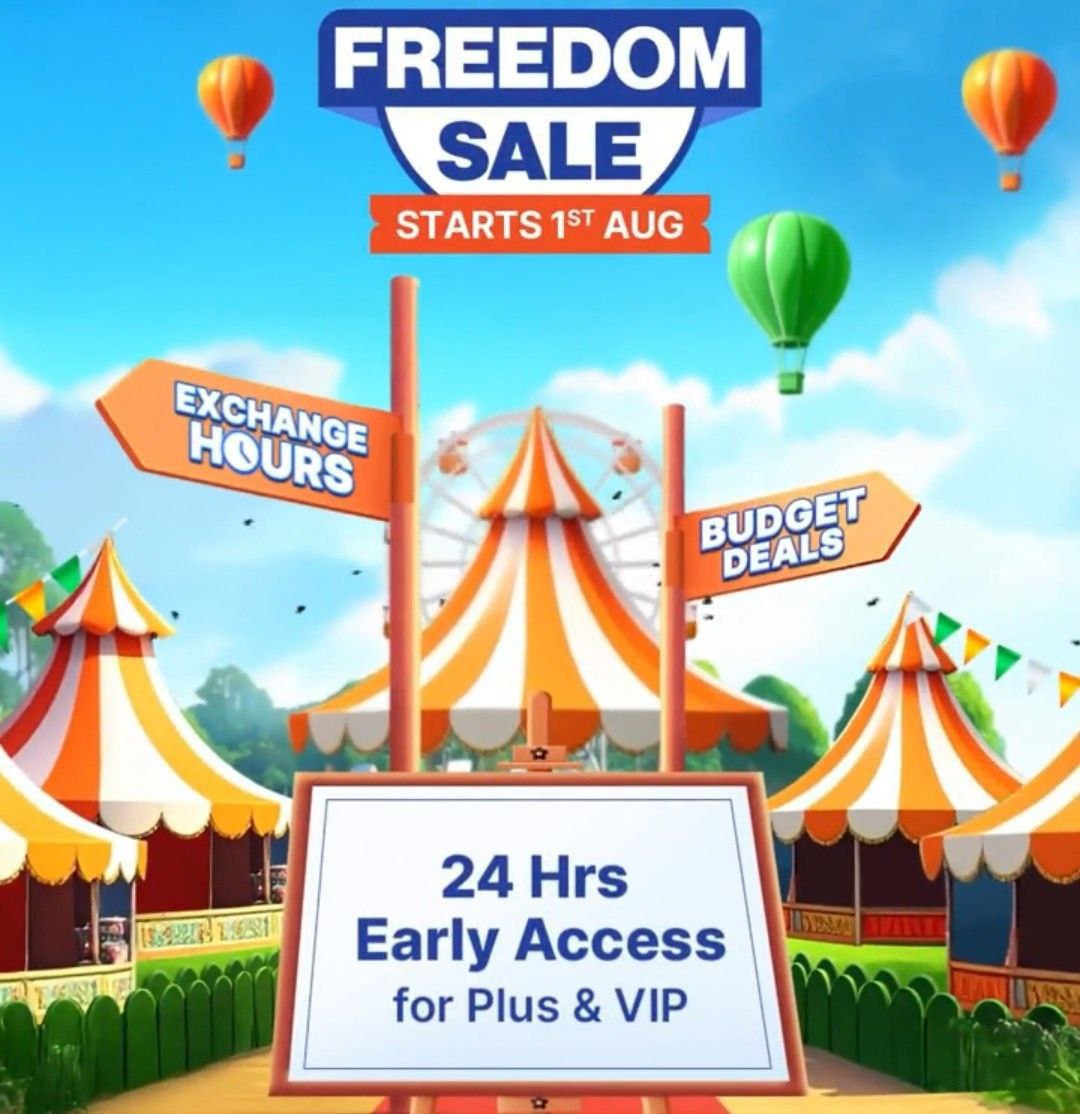 FREEDOM
SALE
STARTS 1ST AUG
EXCHANGE
HOURS
BUDGET
DEALS
24 Hrs
Early Access
for Plus & VIP